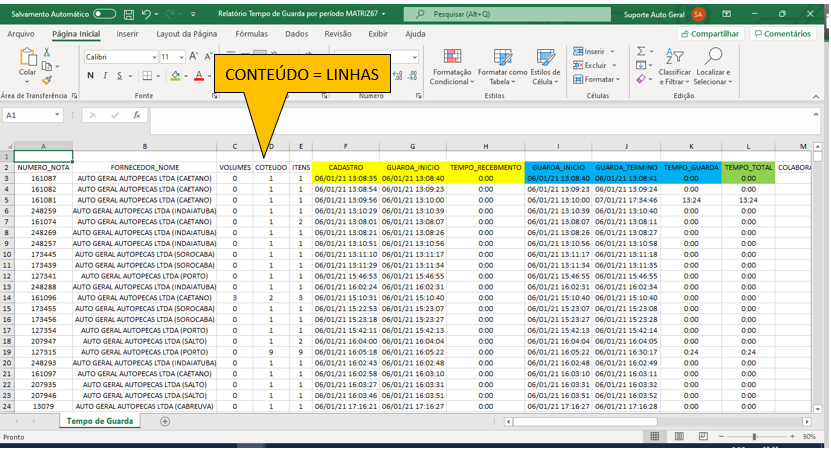 Salvamento Automático
Relatório Tempo de Guarda por período MATRIZ67
Pesquisar (Alt+Q)
Suporte Auto Geral
SA
Arquivo Página Inicial Inserir Layout da Página Fórmulas Dados Revisão Exibir Ajuda
Compartilhar Comentários
Colar
Calibri 11
N I S
Formatação Condicional
Formatar como Tabela
Estilos de Célula
Inserir
Excluir
Formatar
Classificar e Filtrar
Localizar e Selecionar
Área de Transferência Fonte Número Estilos Células Edição
CONTEÚDO = LINHAS
A1 fx
A B C D E F G H I J K L M
1
2 NUMERO_NOTA FORNECEDOR_NOME VOLUMES CONTEUDO ITENS CADASTRO GUARDA_INICIO TEMPO_RECEBMENTO GUARDA_INICIO GUARDA_TERMINO TEMPO_GUARDA TEMPO_TOTAL COLABORA
3 161087 AUTO GERAL AUTOPECAS LTDA (CAETANO) 0 1 1 06/01/21 13:08:35 06/01/21 13:08:40 0:00 06/01/21 13:08:40 06/01/21 13:08:41 0:00 0:00
4 161082 AUTO GERAL AUTOPECAS LTDA (CAETANO) 0 1 1 06/01/21 13:08:54 06/01/21 13:09:23 0:00 06/01/21 13:09:23 06/01/21 13:09:24 0:00 0:00
5 161081 AUTO GERAL AUTOPECAS LTDA (CAETANO) 0 1 1 06/01/21 13:09:56 06/01/21 13:10:00 0:00 06/01/21 13:10:00 07/01/21 17:34:46 13:24 13:24
6 248259 AUTO GERAL AUTOPECAS LTDA (INDAIATUBA) 0 1 1 06/01/21 13:10:29 06/01/21 13:10:39 0:00 06/01/21 13:10:39 06/01/21 13:10:40 0:00 0:00
7 161074 AUTO GERAL AUTOPECAS LTDA (CAETANO) 0 1 2 06/01/21 13:08:01 06/01/21 13:08:07 0:00 06/01/21 13:08:07 06/01/21 13:08:11 0:00 0:00
8 248269 AUTO GERAL AUTOPECAS LTDA (INDAIATUBA) 0 1 1 06/01/21 13:08:21 06/01/21 13:08:26 0:00 06/01/21 13:08:26 06/01/21 13:08:27 0:00 0:00
9 248257 AUTO GERAL AUTOPECAS LTDA (INDAIATUBA) 0 1 1 06/01/21 13:10:51 06/01/21 13:10:56 0:00 06/01/21 13:10:56 06/01/21 13:10:58 0:00 0:00
10 173445 AUTO GERAL AUTOPECAS LTDA (SOROCABA) 0 1 1 06/01/21 13:11:10 06/01/21 13:11:17 0:00 06/01/21 13:11:17 06/01/21 13:11:18 0:00 0:00
11 173439 AUTO GERAL AUTOPECAS LTDA (SOROCABA) 0 1 1 06/01/21 13:11:29 06/01/21 13:11:34 0:00 06/01/21 13:11:34 06/01/21 13:11:35 0:00 0:00
12 127341 AUTO GERAL AUTOPECAS LTDA (PORTO) 0 1 1 06/01/21 15:46:53 06/01/21 15:46:55 0:00 06/01/21 15:46:55 06/01/21 15:46:55 0:00 0:00
13 248288 AUTO GERAL AUTOPECAS LTDA (INDAIATUBA) 0 1 1 06/01/21 16:02:24 06/01/21 16:02:31 0:00 06/01/21 16:02:31 06/01/21 16:02:34 0:00 0:00
14 161096 AUTO GERAL AUTOPECAS LTDA (CAETANO) 3 2 3 06/01/21 15:10:31 06/01/21 15:10:40 0:00 06/01/21 15:10:40 06/01/21 15:10:40 0:00 0:00
15 173455 AUTO GERAL AUTOPECAS LTDA (SOROCABA) 0 1 1 06/01/21 15:22:53 06/01/21 15:23:07 0:00 06/01/21 15:23:07 06/01/21 15:23:08 0:00 0:00
16 173456 AUTO GERAL AUTOPECAS LTDA (SOROCABA) 0 1 1 06/01/21 15:23:18 06/01/21 15:23:27 0:00 06/01/21 15:23:27 06/01/21 15:23:28 0:00 0:00
17 127354 AUTO GERAL AUTOPECAS LTDA (PORTO) 0 1 1 06/01/21 15:42:11 06/01/21 15:42:13 0:00 06/01/21 15:42:13 06/01/21 15:42:14 0:00 0:00
18 207947 AUTO GERAL AUTOPECAS LTDA (SALTO) 0 1 2 06/01/21 16:04:00 06/01/21 16:04:04 0:00 06/01/21 16:04:04 06/01/21 16:04:05 0:00 0:00
19 127315 AUTO GERAL AUTOPECAS LTDA (PORTO) 0 9 9 06/01/21 16:05:18 06/01/21 16:05:22 0:00 06/01/21 16:05:22 06/01/21 16:30:17 0:24 0:24
20 248293 AUTO GERAL AUTOPECAS LTDA (INDAIATUBA) 0 1 1 06/01/21 16:02:43 06/01/21 16:02:48 0:00 06/01/21 16:02:48 06/01/21 16:02:49 0:00 0:00
21 161097 AUTO GERAL AUTOPECAS LTDA (CAETANO) 0 1 1 06/01/21 16:02:58 06/01/21 16:03:10 0:00 06/01/21 16:03:10 06/01/21 16:03:11 0:00 0:00
22 207935 AUTO GERAL AUTOPECAS LTDA (SALTO) 0 1 1 06/01/21 16:03:27 06/01/21 16:03:31 0:00 06/01/21 16:03:31 06/01/21 16:03:32 0:00 0:00
23 207946 AUTO GERAL AUTOPECAS LTDA (SALTO) 0 1 1 06/01/21 16:03:46 06/01/21 16:03:51 0:00 06/01/21 16:03:51 06/01/21 16:03:52 0:00 0:00
24 13079 AUTO GERAL AUTOPECAS LTDA (CABREUVA) 0 1 1 06/01/21 17:16:21 06/01/21 17:16:27 0:00 06/01/21 17:16:27 06/01/21 17:16:28 0:00 0:00
Tempo de Guarda
Pronto 90%